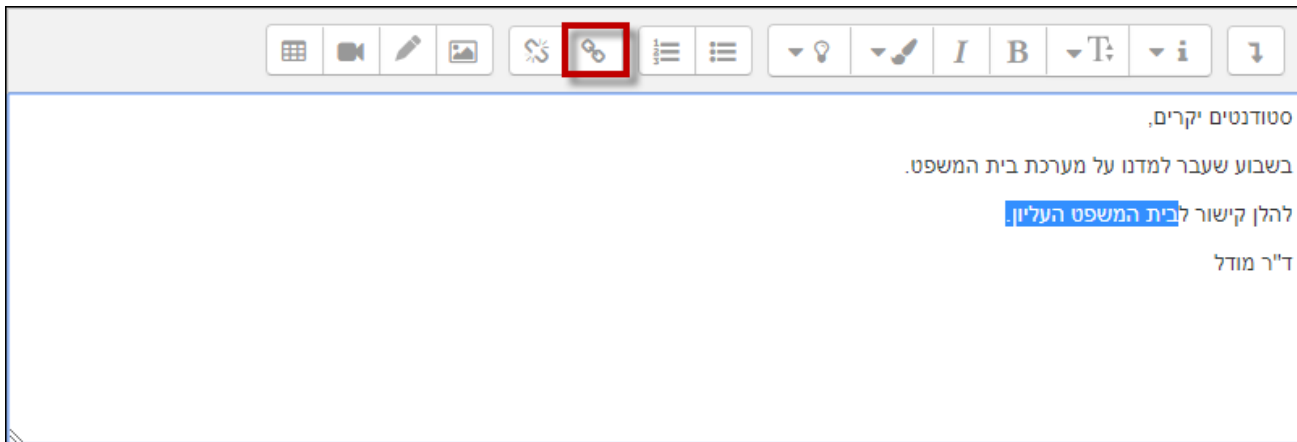 I B T i
סטודנטים יקרים,
בשבוע שעבר למדנו על מערכת בית המשפט.
להלן קישור לבית המשפט העליון.
ד"ר מודל